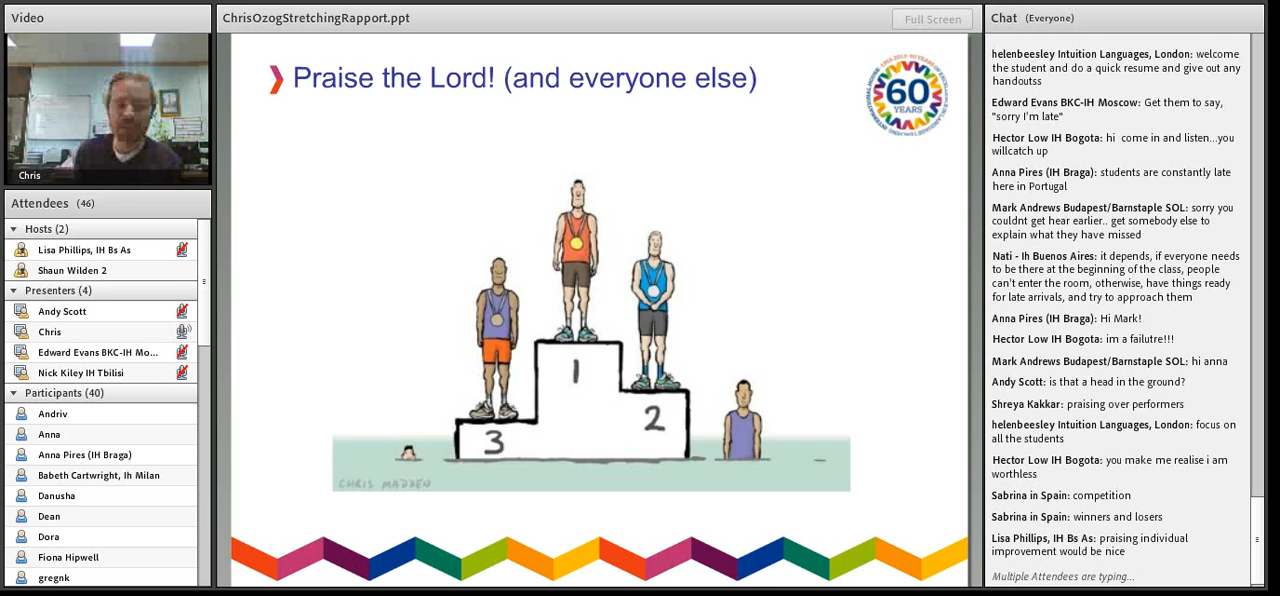 Video
Chris
Attendees (46)
Hosts (2)
Lisa Phillips, IH Bs As
Shaun Wilden 2
Presenters (4)
Andy Scott
Chris
Edward Evans BKC-IH Mo...
Nick Kiley IH Tbilisi
Participants (40)
Andriv
Anna
Anna Pires (IH Braga)
Babeth Cartwright, Ih Milan
Danusha
Dean
Dora
Fiona Hipwell
gregnk
ChrisOzogStretchingRapport.ppt
Full Screen
Praise the Lord! (and everyone else)
60
YEARS
1
2
3
CHRIS MADDEN
Chat (Everyone)
helenbeesley Intuition Languages, London: welcome
the student and do a quick resume and give out any
handoutss
Edward Evans BKC-IH Moscow: Get them to say,
"sorry I'm late"
Hector Low IH Bogota: hi come in and listen...you
willcatch up
Anna Pires (IH Braga): students are constantly late
here in Portugal
Mark Andrews Budapest/Barnstaple SOL: sorry you
couldnt get hear earlier.. get somebody else to
explain what they have missed
Nati - Ih Buenos Aires: it depends, if everyone needs
to be there at the beginning of the class, people
can't enter the room, otherwise, have things ready
for late arrivals, and try to approach them
Anna Pires (IH Braga): Hi Mark!
Hector Low IH Bogota: im a failutre!!!
Mark Andrews Budapest/Barnstaple SOL: hi anna
Andy Scott: is that a head in the ground?
Shreya Kakkar: praising over performers
helenbeesley Intuition Languages, London: focus on
all the students
Hector Low IH Bogota: you make me realise i am
worthless
Sabrina in Spain: competition
Sabrina in Spain: winners and losers
Lisa Phillips, IH Bs As: praising individual
improvement would be nice
Multiple Attendees are typing...